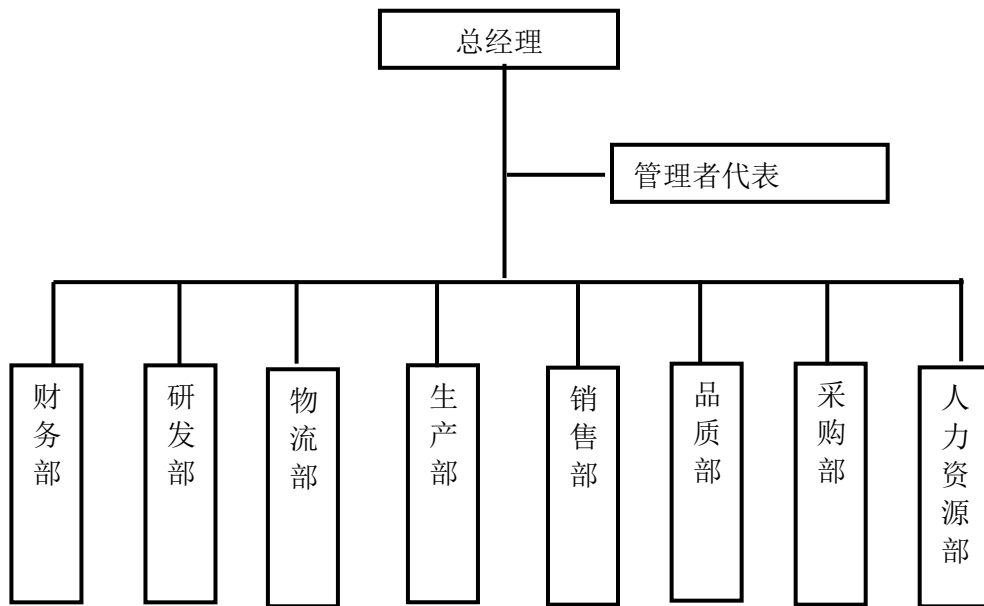 总经理
管理者代表
财务部
研发部
物流部
生产部
销售部
品质部
采购部
人力资源部